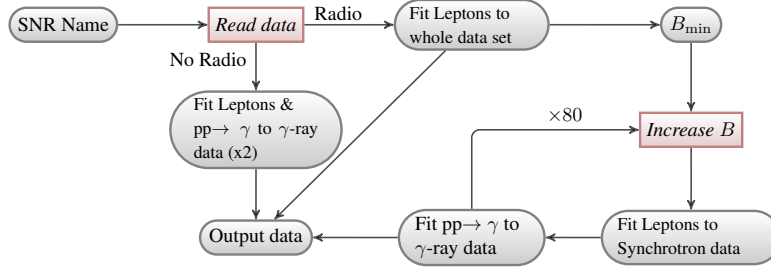 SNR Name
Read data
Radio
Fit Leptons to
whole data set
B_min
No Radio
Fit Leptons &
pp→ γ to γ-ray
data (x2)
×80
Increase B
Output data
Fit pp→ γ to
γ-ray data
Fit Leptons to
Synchrotron data